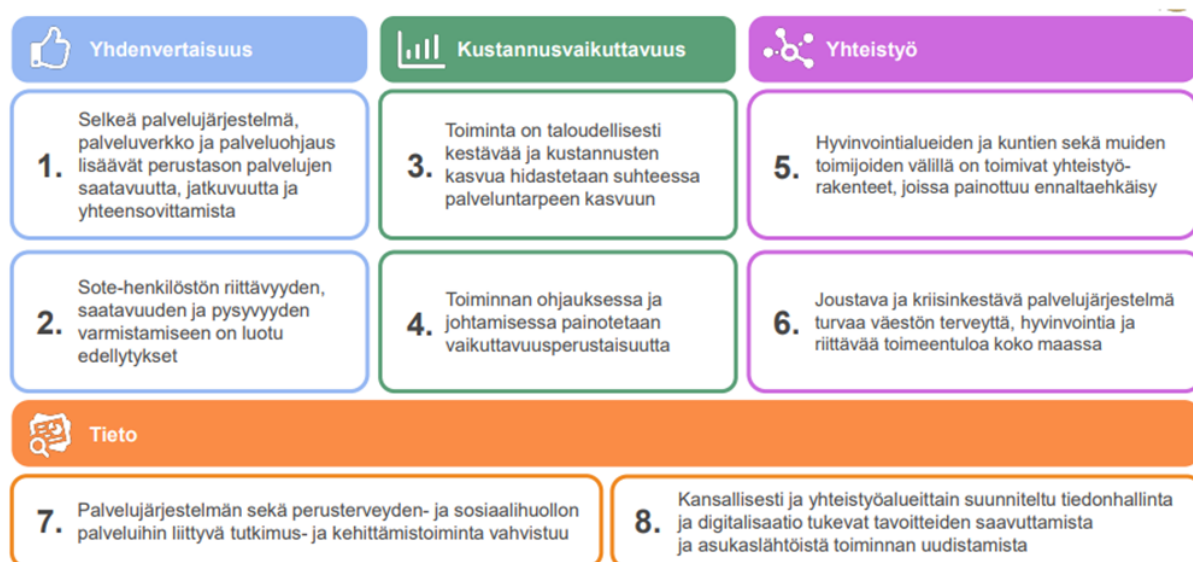 Yhdenvertaisuus
1.
Selkeä palvelujärjestelmä,
palveluverkko ja palveluohjaus
lisäävät perustason palvelujen
saatavuutta, jatkuvuutta ja
yhteensovittamista
2.
Sote-henkilöstön riittävyyden,
saatavuuden ja pysyvyyden
varmistamiseen on luotu
edellytykset
Kustannusvaikuttavuus
3.
Toiminta on taloudellisesti
kestävää ja kustannusten
kasvua hidastetaan suhteessa
palveluntarpeen kasvuun
4.
Toiminnan ohjauksessa ja
johtamisessa painotetaan
vaikuttavuusperustaisuutta
Yhteistyö
5.
Hyvinvointialueiden ja kuntien sekä muiden
toimijoiden välillä on toimivat yhteistyö-
rakenteet, joissa painottuu ennaltaehkäisy
6.
Joustava ja kriisinkestävä palvelujärjestelmä
turvaa väestön terveyttä, hyvinvointia ja
riittävää toimeentuloa koko maassa
Tieto
7.
Palvelujärjestelmän sekä perusterveyden- ja sosiaalihuollon
palveluihin liittyvä tutkimus- ja kehittämistoiminta vahvistuu
8.
Kansallisesti ja yhteistyöalueittain suunniteltu tiedonhallinta
ja digitalisaatio tukevat tavoitteiden saavuttamista
ja asukaslähtöistä toiminnan uudistamista